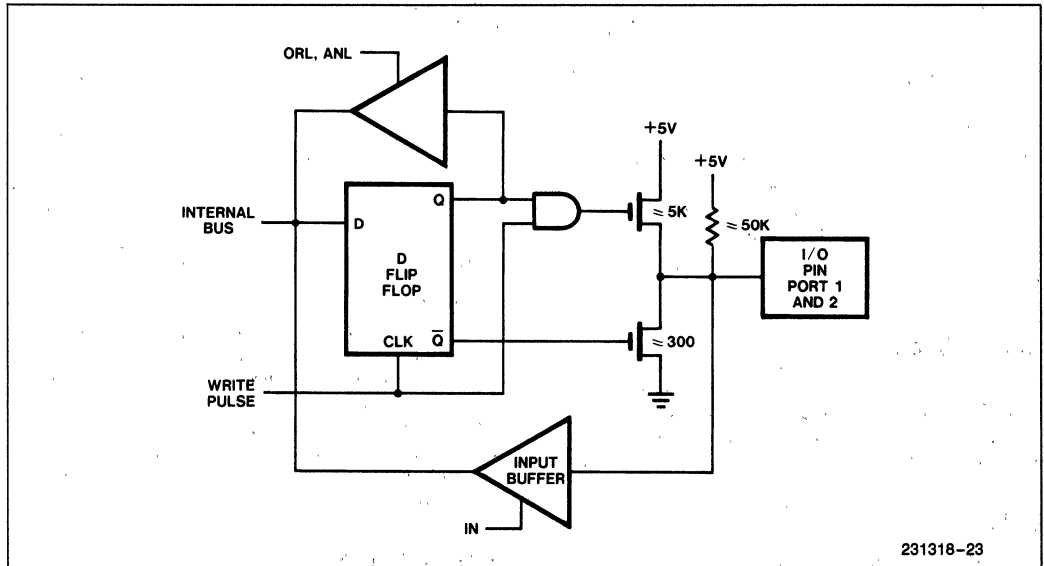 ORL, ANL
+5V
+5V
INTERNAL
BUS
D
Q
≈5K
≈50K
D
FLIP
FLOP
I/O
PIN
PORT 1
AND 2
CLK
Q̅
≈300
WRITE
PULSE
INPUT
BUFFER
IN
231318-23